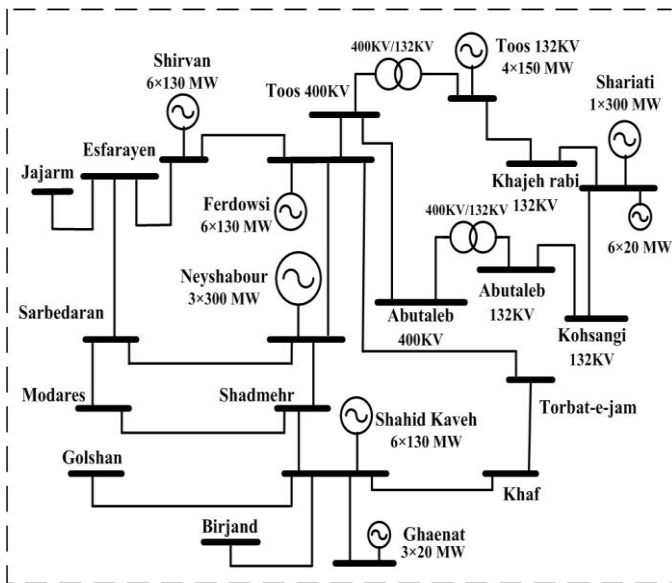 400KV/132KV
Toos 132KV
4×150 MW
Shirvan
6×130 MW
Toos 400KV
Shariati
1×300 MW
Esfarayen
Jajarm
Khajeh rabi
132KV
Ferdowsi
6×130 MW
400KV/132KV
6×20 MW
Neyshabour
3×300 MW
Abutaleb
132KV
Sarbedaran
Abutaleb
400KV
Kohsangi
132KV
Modares
Shadmehr
Torbat-e-jam
Shahid Kaveh
6×130 MW
Golshan
Khaf
Birjand
Ghaenat
3×20 MW